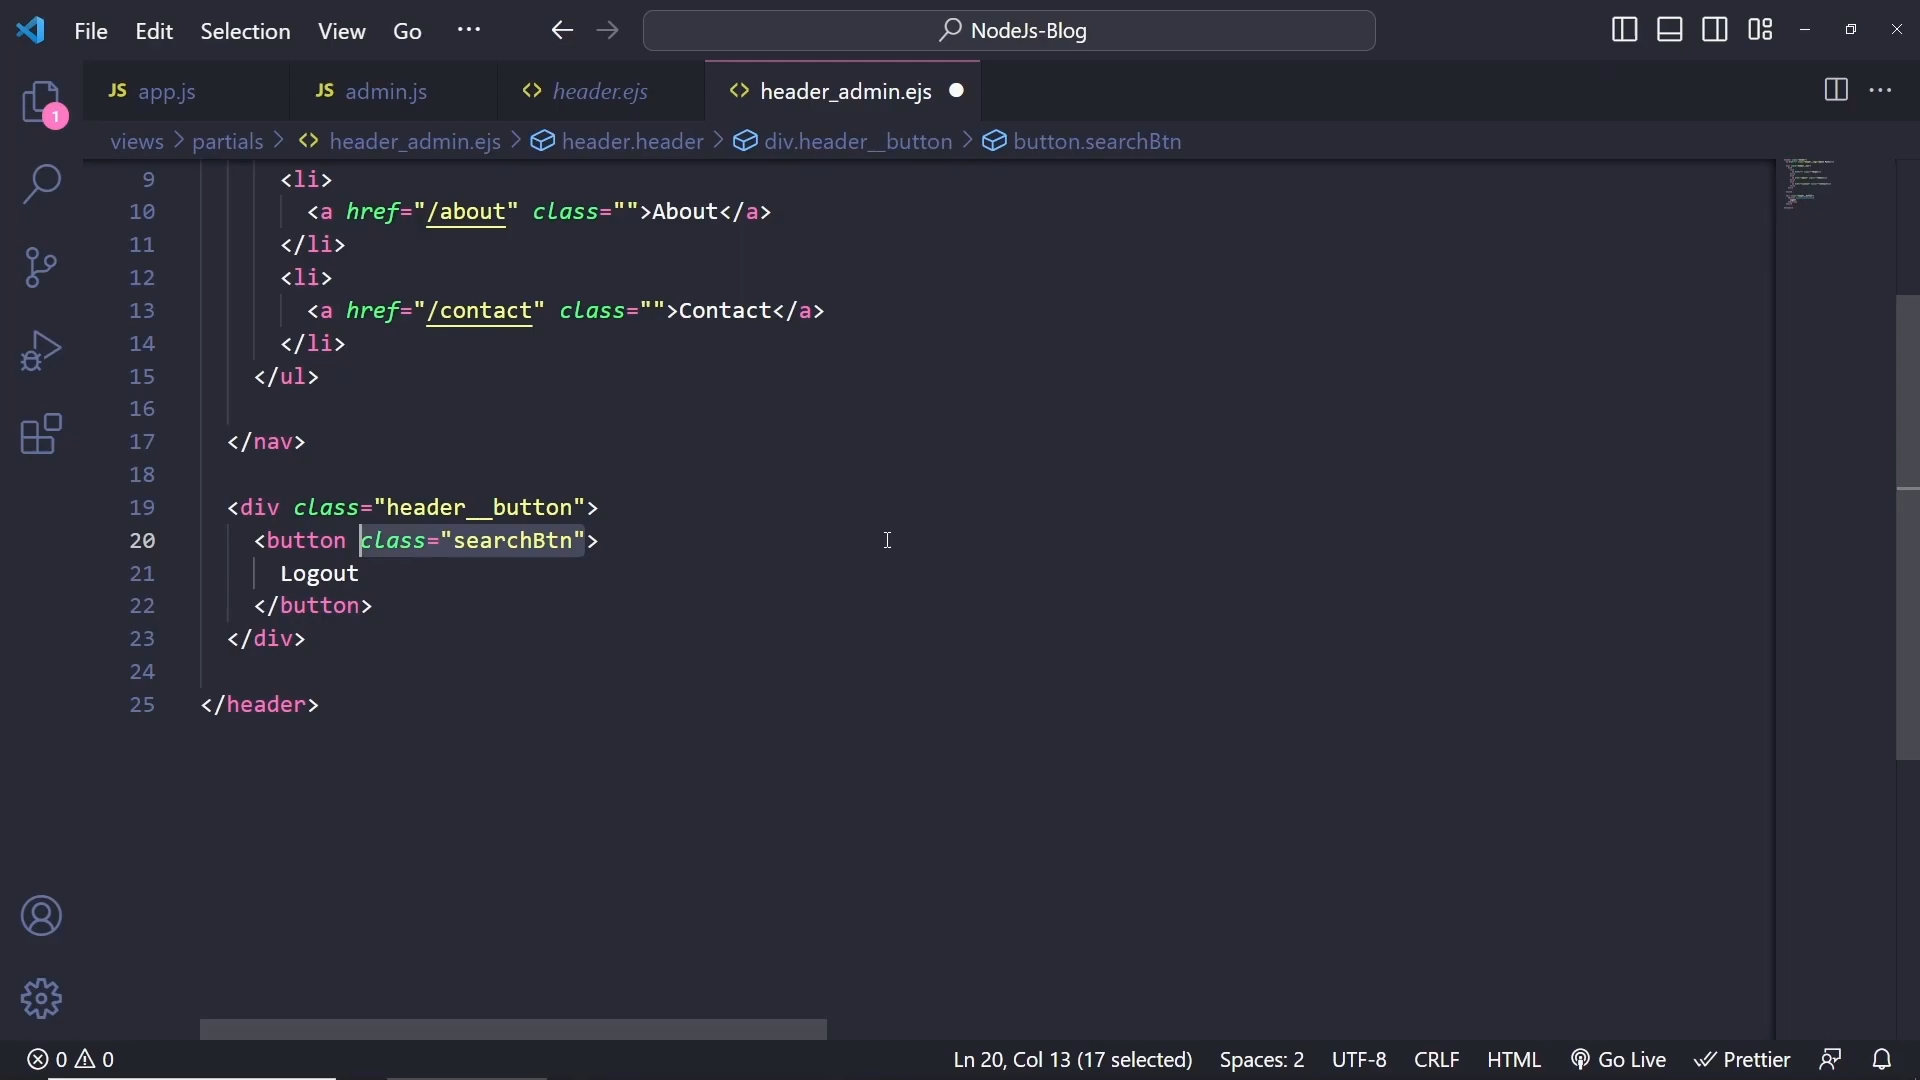 File Edit Selection View Go ··· NodeJs-Blog
JS app.js JS admin.js <> header.ejs <> header_admin.ejs
views > partials > <> header_admin.ejs > header.header > div.header__button > button.searchBtn
9 <li>
10 <a href="/about" class="">About</a>
11 </li>
12 <li>
13 <a href="/contact" class="">Contact</a>
14 </li>
15 </ul>
16
17 </nav>
18
19 <div class="header__button">
20 <button class="searchBtn">
21 Logout
22 </button>
23 </div>
24
25 </header>
1
0 0 Ln 20, Col 13 (17 selected) Spaces: 2 UTF-8 CRLF HTML Go Live Prettier